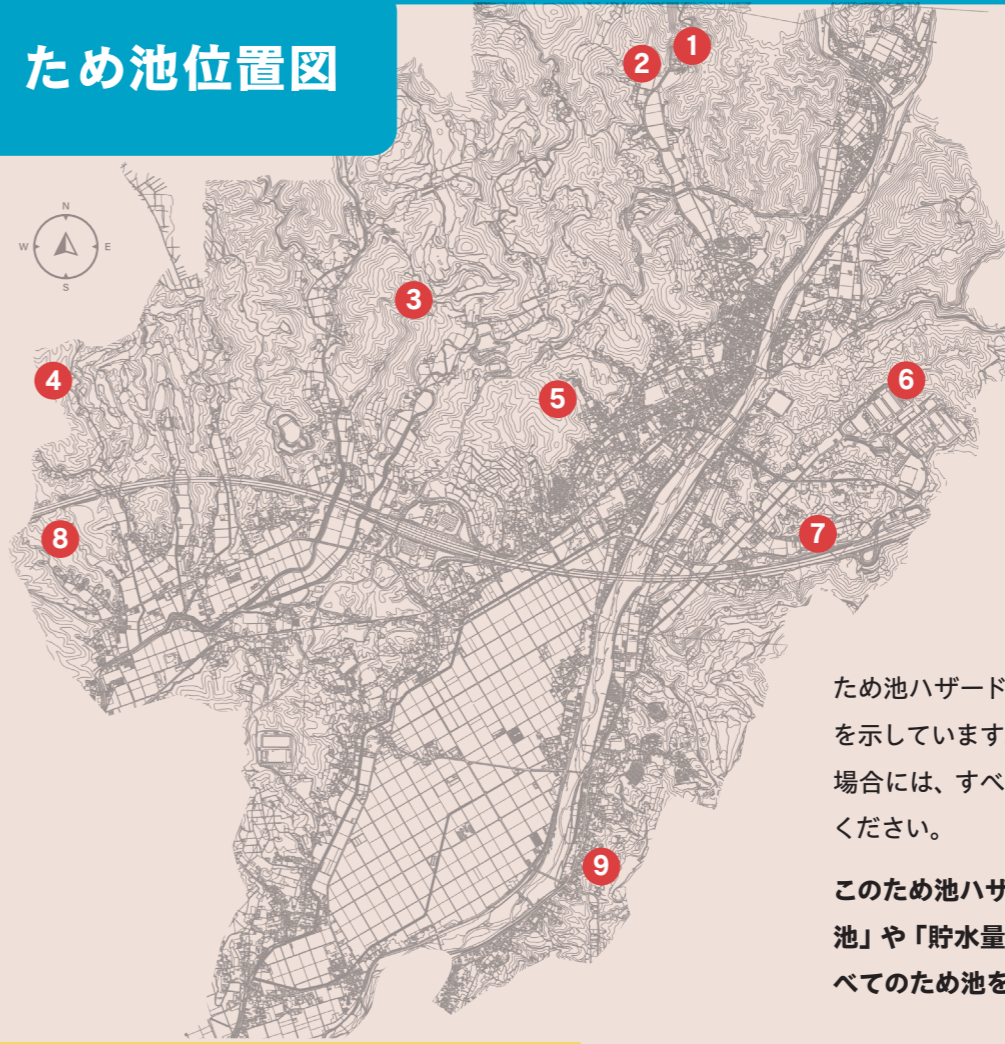 ため池位置図
N
W E
S
1
2
3
4
5
6
7
8
9
ため池ハザード
を示しています
場合には、すべ
ください。
このため池ハザ
池」や「貯水量
べてのため池を